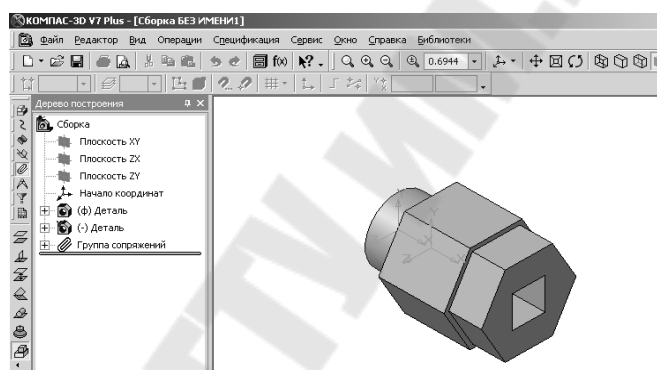 КОМПАС-3D V7 Plus - [Сборка БЕЗ ИМЕНИ1]
Файл Редактор Вид Операции Спецификация Сервис Окно Справка Библиотеки
f(x) 0.6944
Дерево построения
Сборка
Плоскость XY
Плоскость ZX
Плоскость ZY
Начало координат
(ф) Деталь
(-) Деталь
Группа сопряжений